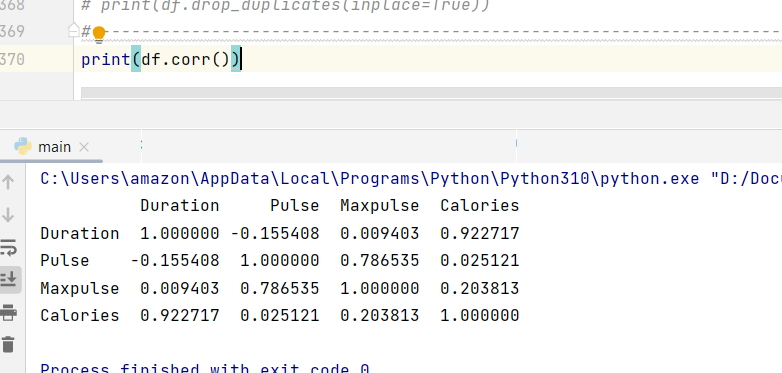 368 # print(df.drop_duplicates(inplace=True))
369 #--------------------------------------------------------------------------------
370 print(df.corr())
main
C:\Users\amazon\AppData\Local\Programs\Python\Python310\python.exe "D:/Docu
Duration Pulse Maxpulse Calories
Duration 1.000000 -0.155408 0.009403 0.922717
Pulse -0.155408 1.000000 0.786535 0.025121
Maxpulse 0.009403 0.786535 1.000000 0.203813
Calories 0.922717 0.025121 0.203813 1.000000
Process finished with exit code 0